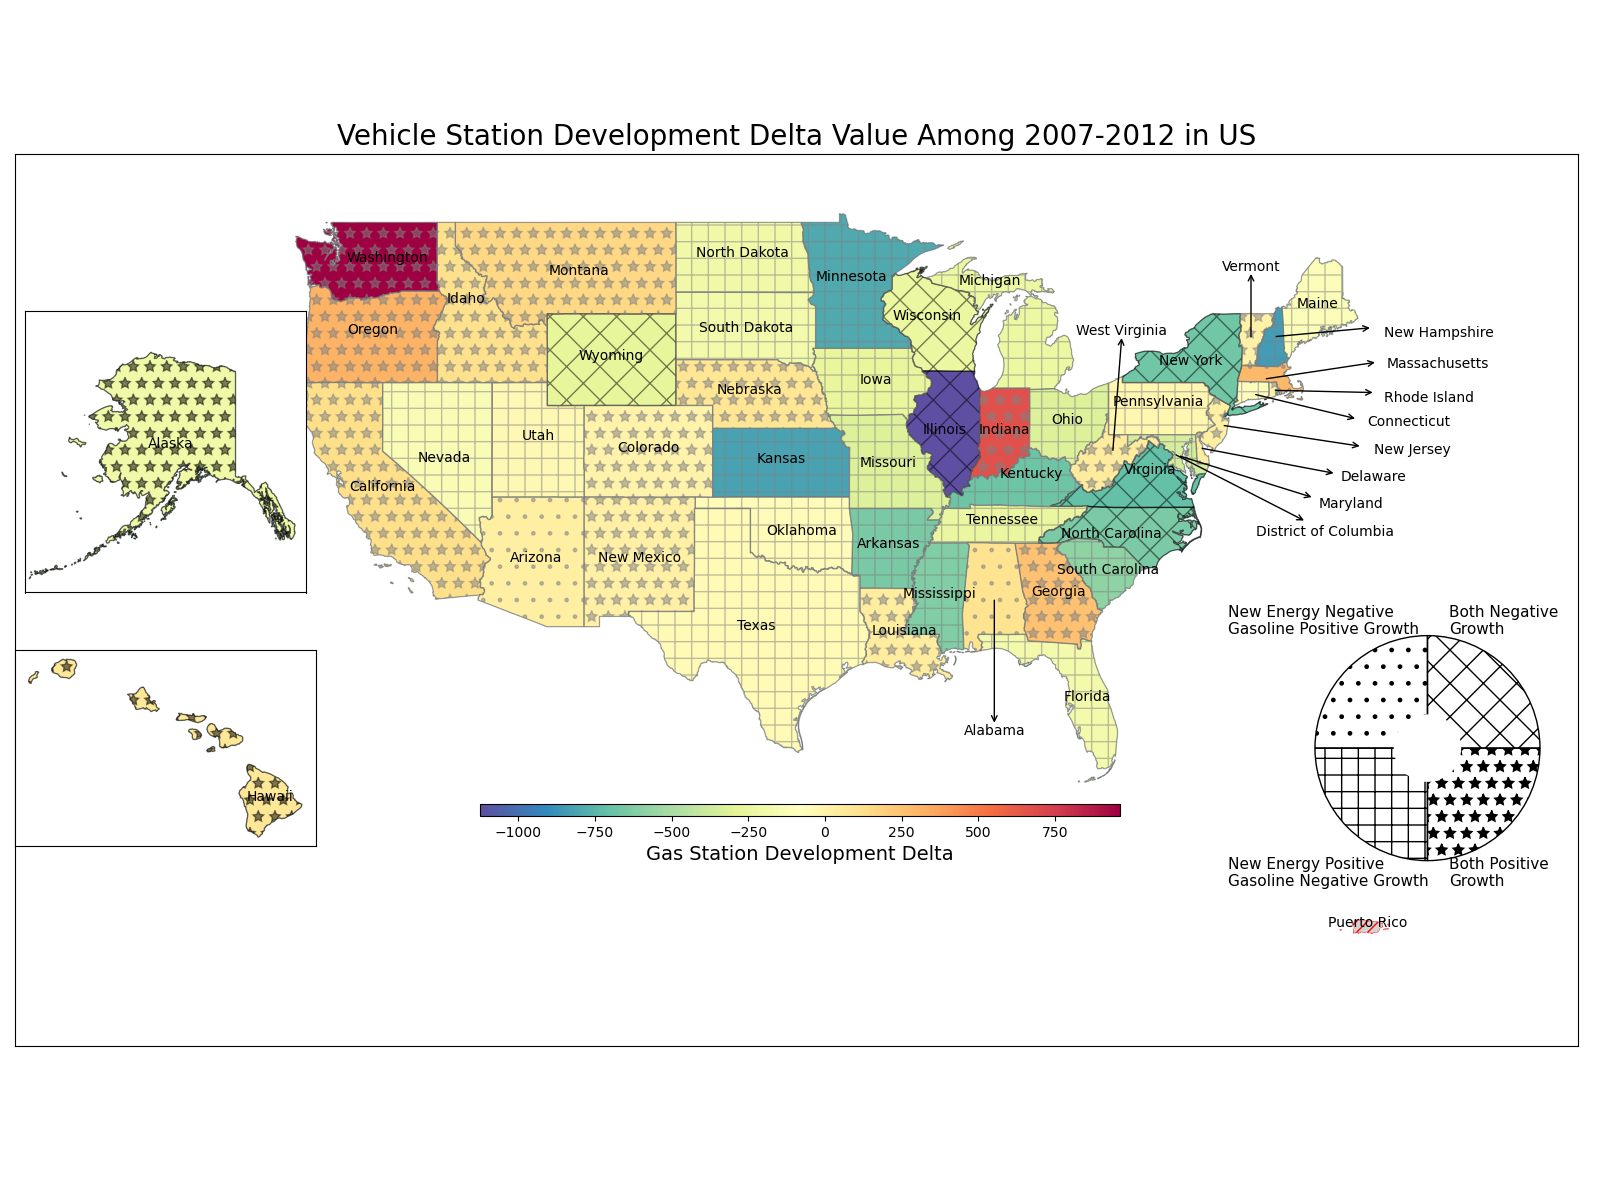 Vehicle Station Development Delta Value Among 2007-2012 in US
Washington
Montana
North Dakota
Minnesota
Michigan
Vermont
Idaho
Maine
Oregon
South Dakota
Wisconsin
West Virginia
New Hampshire
Wyoming
New York
Massachusetts
Iowa
Nebraska
Pennsylvania
Rhode Island
Ohio
Connecticut
Utah
Colorado
Illinois
Indiana
New Jersey
Nevada
Kansas
Missouri
Kentucky
Virginia
Delaware
Alaska
California
Maryland
Oklahoma
Tennessee
North Carolina
District of Columbia
Arizona
New Mexico
Arkansas
South Carolina
Mississippi
Georgia
Texas
Louisiana
New Energy Negative
Gasoline Positive Growth
Both Negative
Growth
Florida
Alabama
Hawaii
−1000 −750 −500 −250 0 250 500 750
Gas Station Development Delta
New Energy Positive
Gasoline Negative Growth
Both Positive
Growth
Puerto Rico